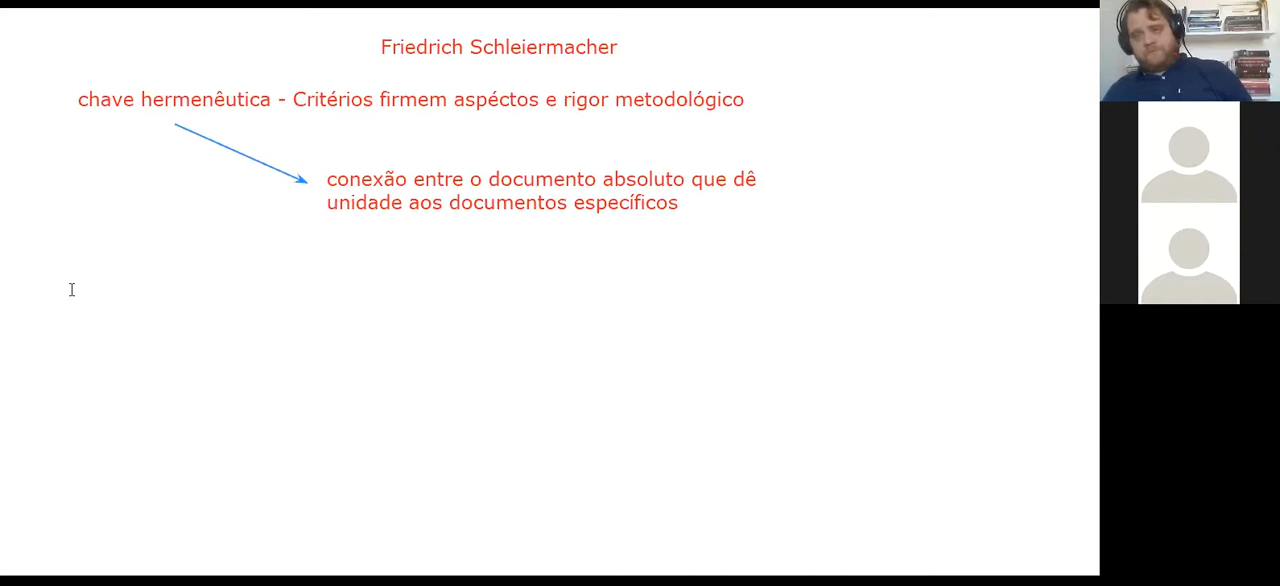 Friedrich Schleiermacher
chave hermenêutica - Critérios firmem aspéctos e rigor metodológico
conexão entre o documento absoluto que dê
unidade aos documentos específicos